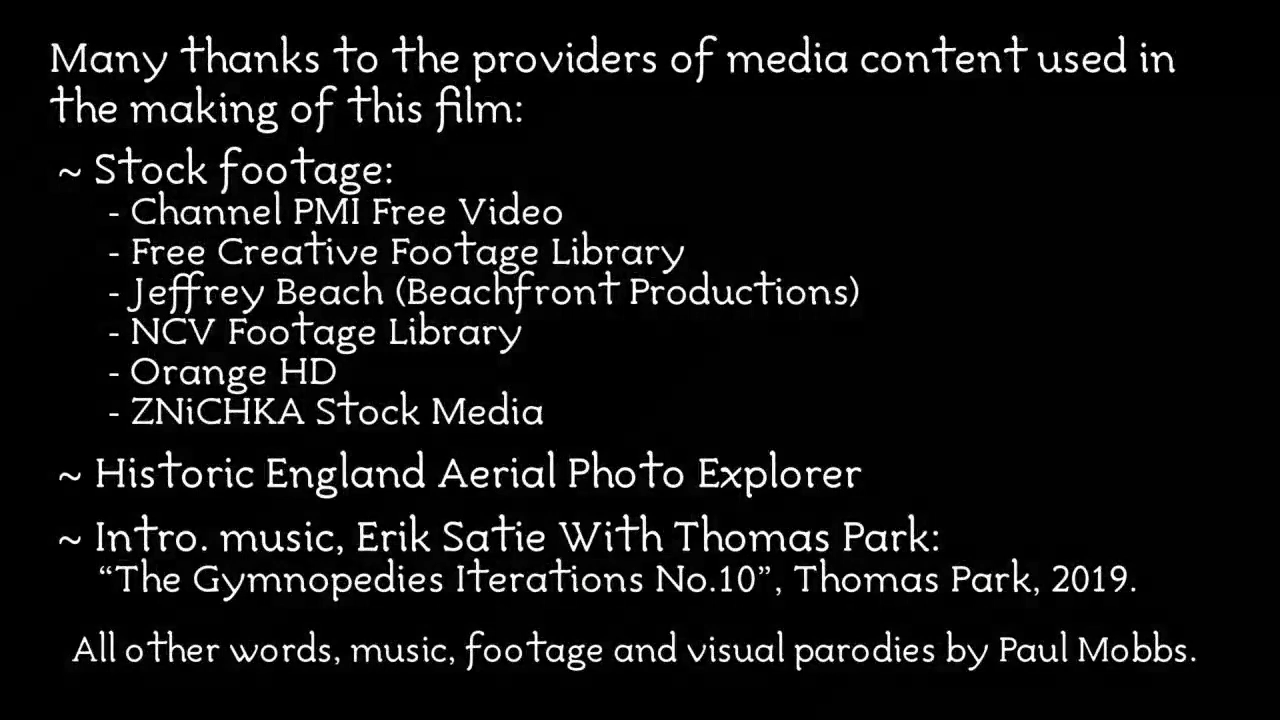 Many thanks to the providers of media content used in
the making of this film:
~ Stock footage:
- Channel PMI Free Video
- Free Creative Footage Library
- Jeffrey Beach (Beachfront Productions)
- NCV Footage Library
- Orange HD
- ZNiCHKA Stock Media
~ Historic England Aerial Photo Explorer
~ Intro. music, Erik Satie With Thomas Park:
“The Gymnopedies Iterations No.10”, Thomas Park, 2019.
All other words, music, footage and visual parodies by Paul Mobbs.